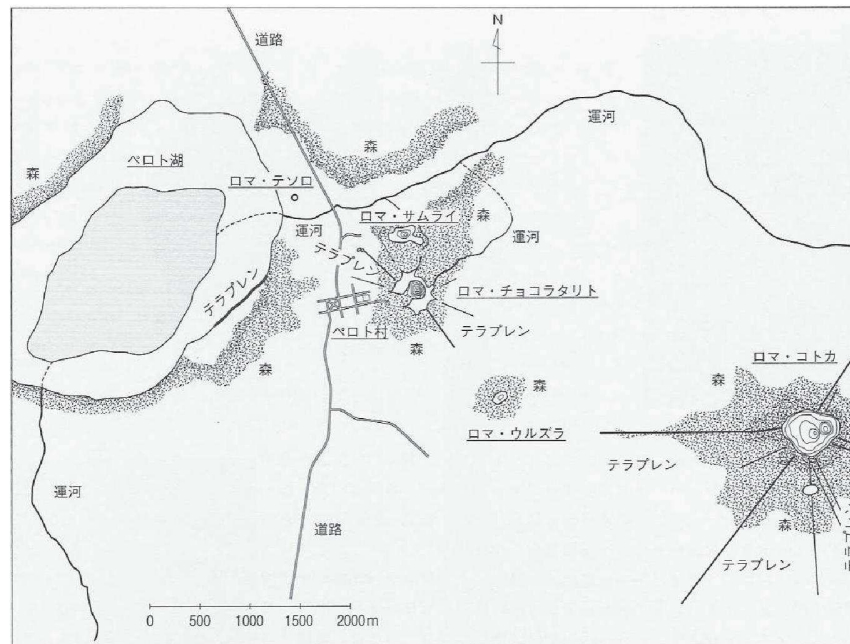 道路
N
運河
森
ペロト湖
森
ロマ・テソロ
ロマ・サムライ
森
運河
運河
テラプレン
テラプレン
ロマ・チョコラタリト
テラプレン
ペロト村
森
森
ロマ・コトカ
森
森
ロマ・ウルズラ
テラプレン
運河
道路
森
テラプレン
0 500 1000 1500 2000m